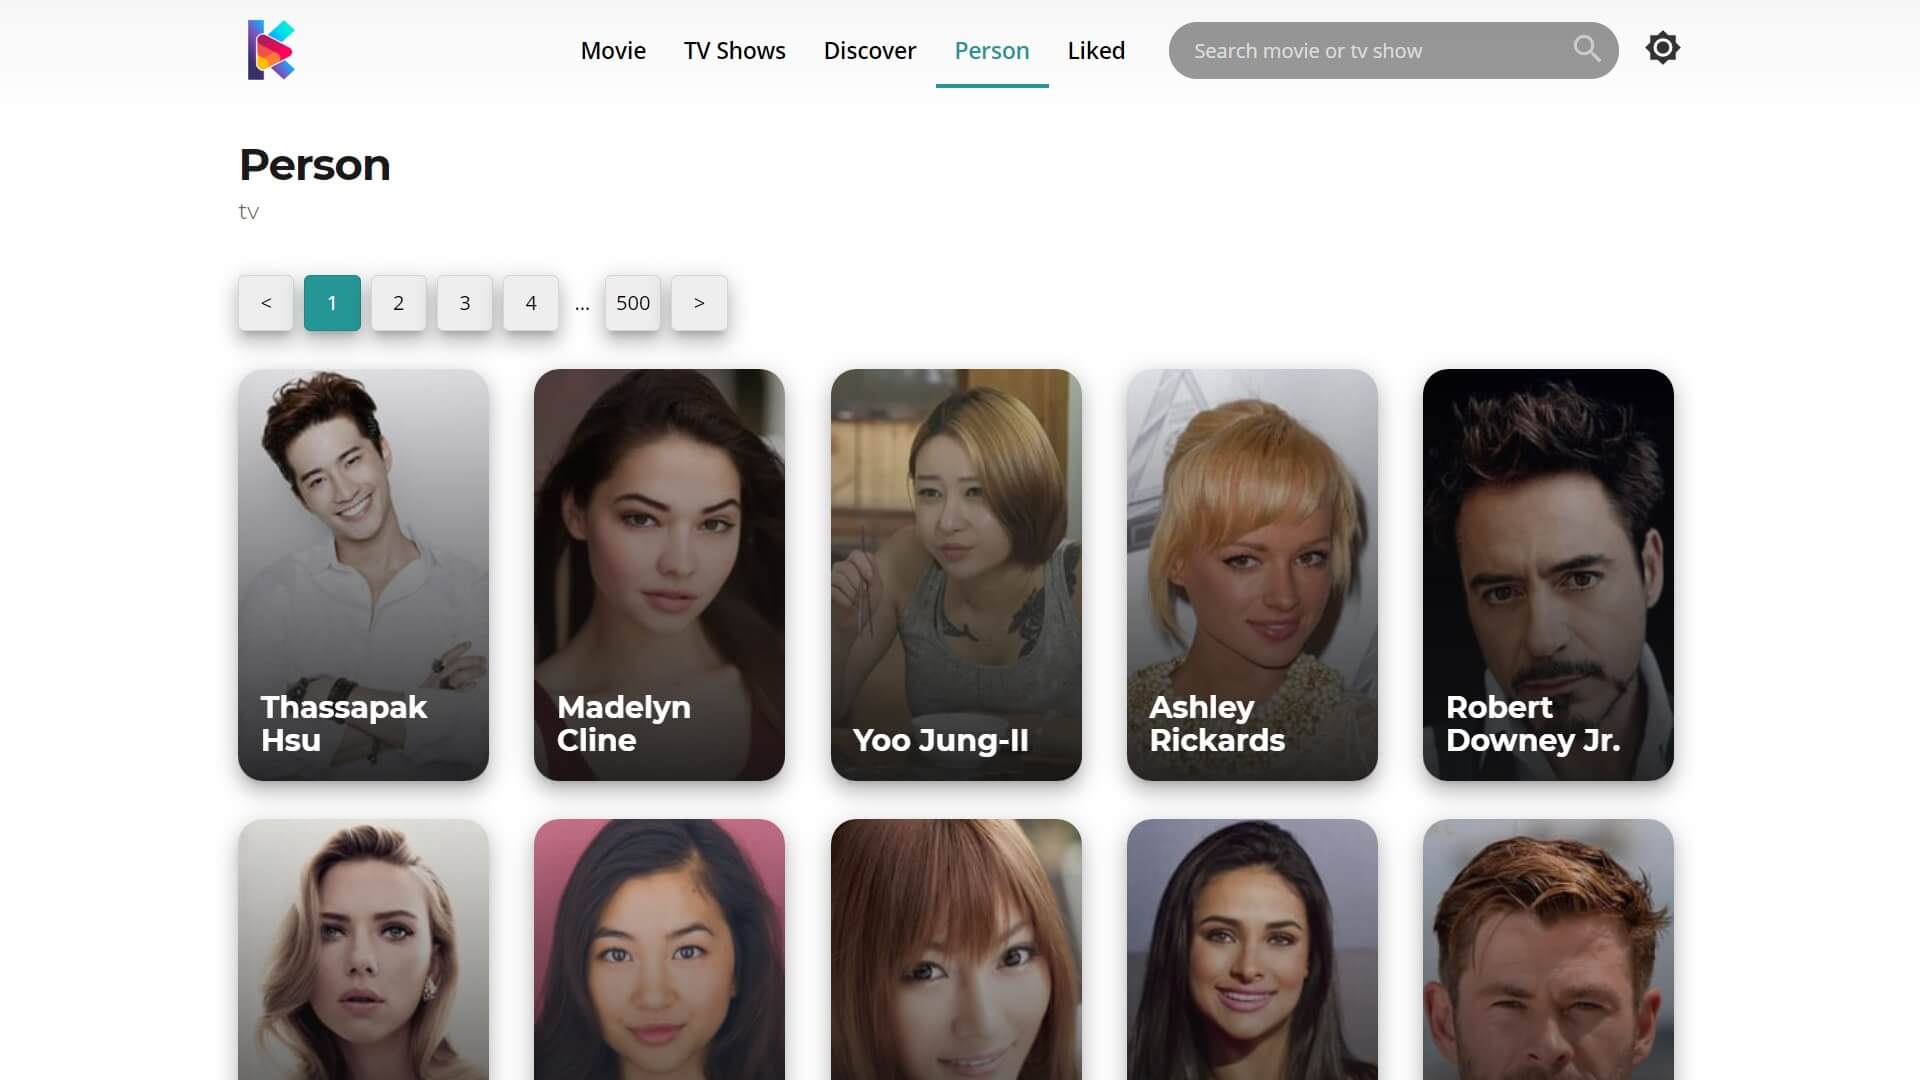 Movie TV Shows Discover Person Liked Search movie or tv show
Person
tv
< 1 2 3 4 ... 500 >
Thassapak
Hsu
Madelyn
Cline
Yoo Jung-II
Ashley
Rickards
Robert
Downey Jr.